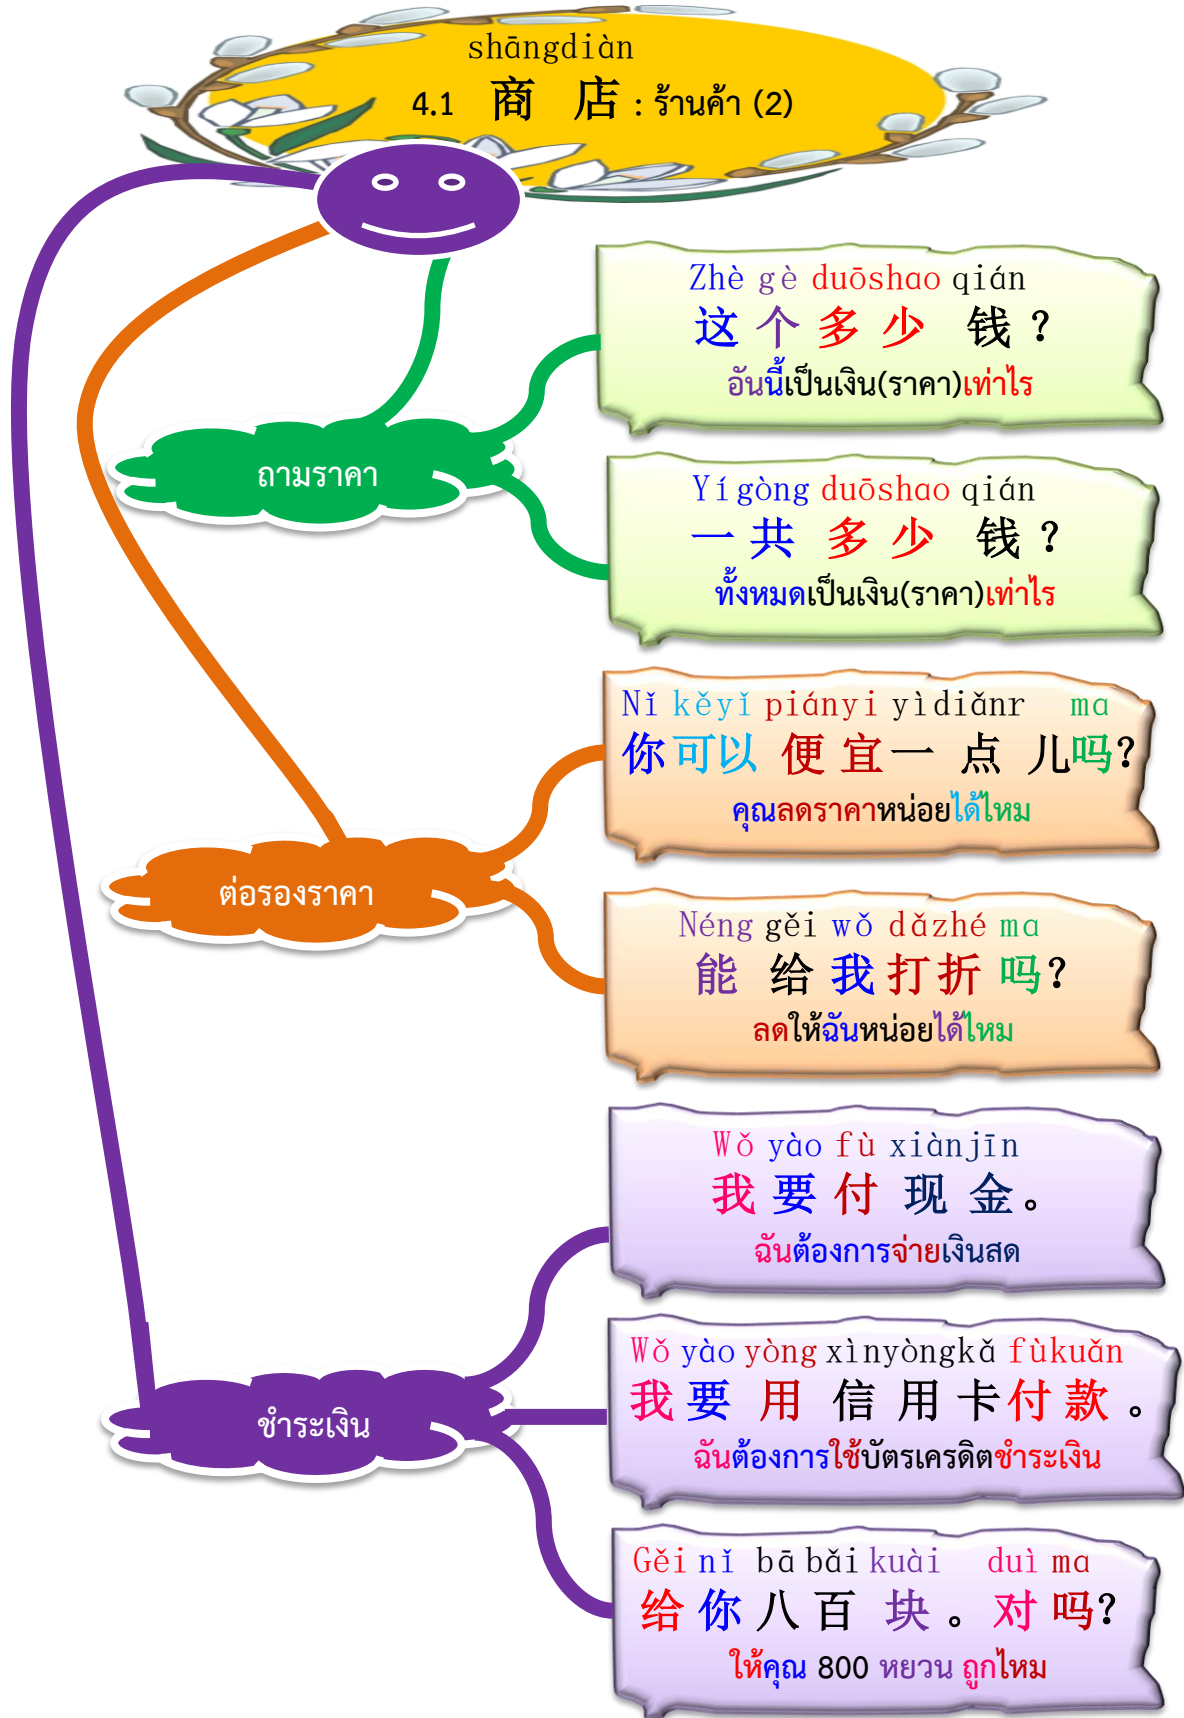 shāngdiàn
4.1 商 店 : ร้านค้า (2)
ถามราคา
Zhè gè duōshao qián
这 个 多 少 钱 ?
อันนี้เป็นเงิน(ราคา)เท่าไร
Yígòng duōshao qián
一 共 多 少 钱 ?
ทั้งหมดเป็นเงิน(ราคา)เท่าไร
ต่อรองราคา
Nǐ kěyǐ piányi yìdiǎnr ma
你 可以 便 宜 一 点 儿 吗?
คุณลดราคาหน่อยได้ไหม
Néng gěi wǒ dǎzhé ma
能 给 我 打 折 吗?
ลดให้ฉันหน่อยได้ไหม
ชำระเงิน
Wǒ yào fù xiànjīn
我 要 付 现 金 。
ฉันต้องการจ่ายเงินสด
Wǒ yào yòng xìnyòngkǎ fùkuǎn
我 要 用 信 用 卡 付 款 。
ฉันต้องการใช้บัตรเครดิตชำระเงิน
Gěi nǐ bā bǎi kuài duì ma
给 你 八 百 块 。 对 吗?
ให้คุณ 800 หยวน ถูกไหม